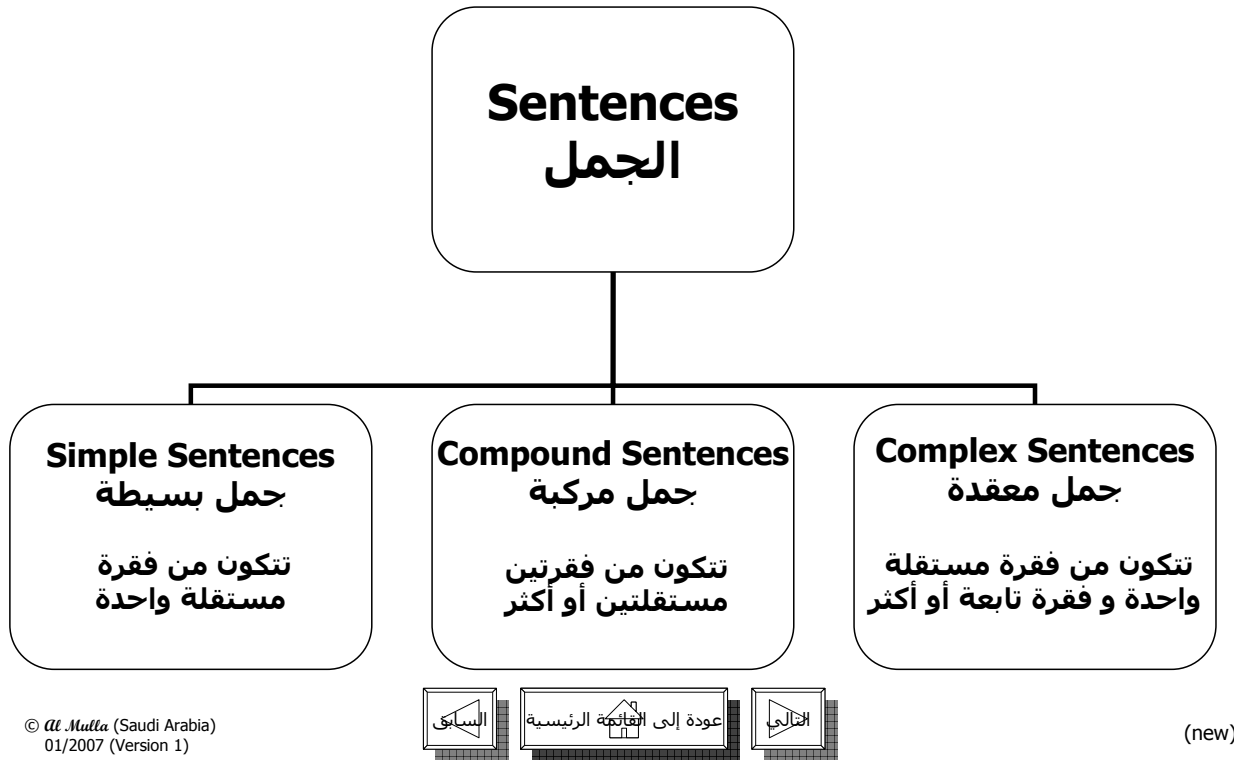 Sentences
الجمل
Simple Sentences
جمل بسيطة
تتكون من فقرة
مستقلة واحدة
Compound Sentences
جمل مركبة
تتكون من فقرتين
مستقلتين أو أكثر
Complex Sentences
جمل معقدة
تتكون من فقرة مستقلة
واحدة و فقرة تابعة أو أكثر
© Al Mulla (Saudi Arabia)
01/2007 (Version 1)
السابق
عودة إلى القائمة الرئيسية
التالي
(new)